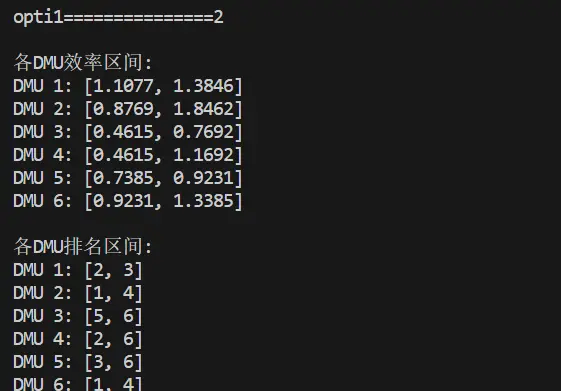 opti1===============2
各DMU效率区间:
DMU 1: [1.1077, 1.3846]
DMU 2: [0.8769, 1.8462]
DMU 3: [0.4615, 0.7692]
DMU 4: [0.4615, 1.1692]
DMU 5: [0.7385, 0.9231]
DMU 6: [0.9231, 1.3385]
各DMU排名区间:
DMU 1: [2, 3]
DMU 2: [1, 4]
DMU 3: [5, 6]
DMU 4: [2, 6]
DMU 5: [3, 6]
DMU 6: [1, 4]